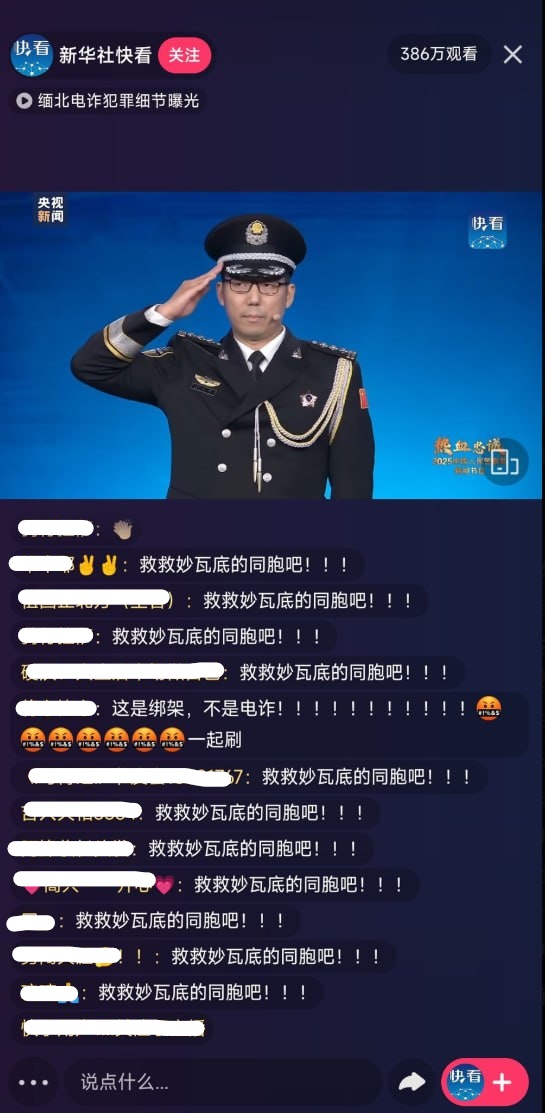 快看 新华社快看 关注 386万观看
缅北电诈犯罪细节曝光
央视
新闻
快看
热血忠诚
:
: 救救妙瓦底的同胞吧！！！
: 救救妙瓦底的同胞吧！！！
: 救救妙瓦底的同胞吧！！！
: 救救妙瓦底的同胞吧！！！
: 这是绑架，不是电诈！！！！！！！！！！！
一起刷
767: 救救妙瓦底的同胞吧！！！
: 救救妙瓦底的同胞吧！！！
: 救救妙瓦底的同胞吧！！！
: 救救妙瓦底的同胞吧！！！
: 救救妙瓦底的同胞吧！！！
！！: 救救妙瓦底的同胞吧！！！
: 救救妙瓦底的同胞吧！！！
说点什么... 快看